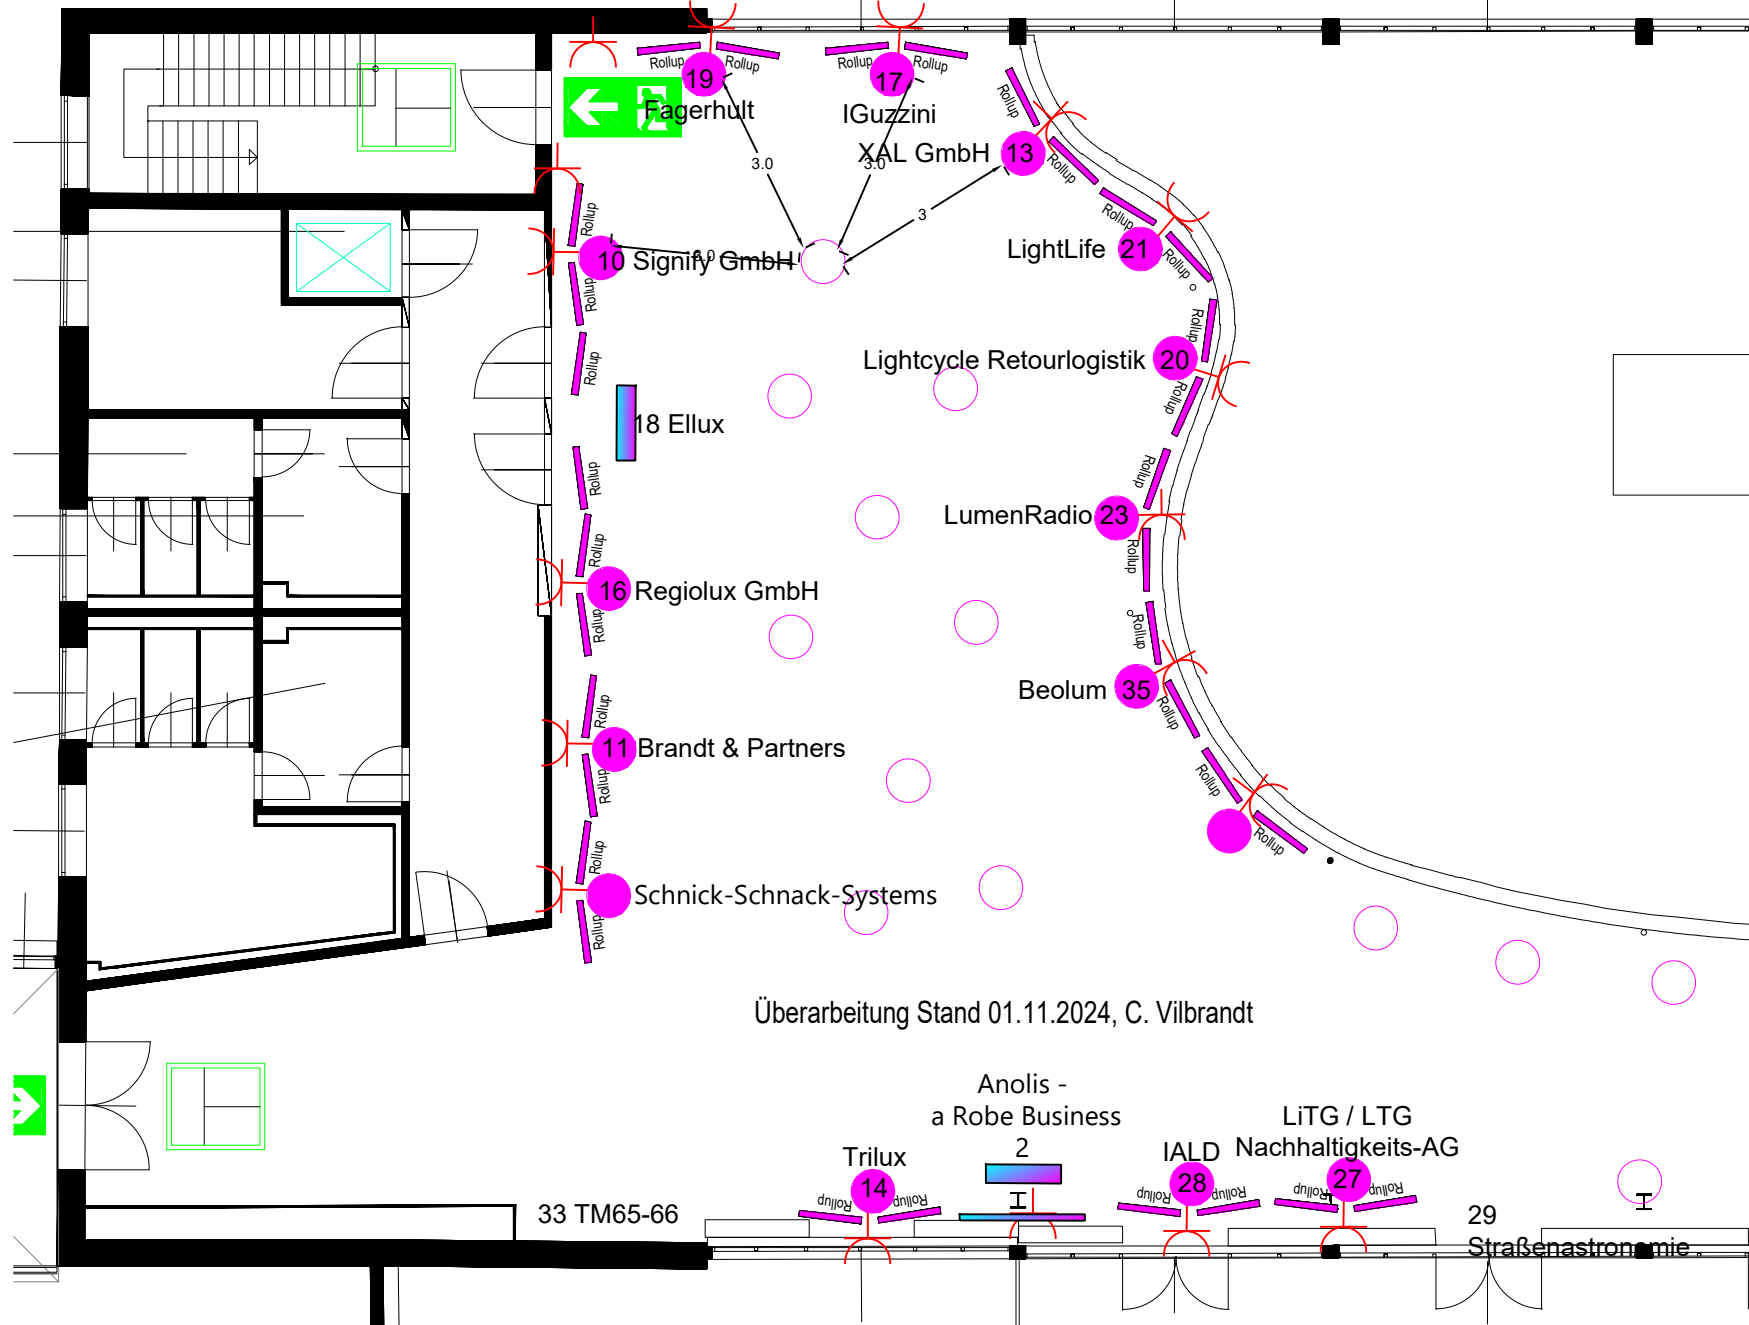 Rollup
Rollup
19
Fagerhult
Rollup
Rollup
17
IGuzzini
Rollup
XAL GmbH 13
Rollup
3.0
3.0
3
Rollup
Rollup
LightLife 21
Rollup
10 Signify GmbH
3.0
Rollup
Rollup
Rollup
Lightcycle Retourlogistik 20
Rollup
18 Ellux
Rollup
Rollup
LumenRadio 23
Rollup
Rollup
16 Regiolux GmbH
Rollup
Rollup
Beolum 35
Rollup
Rollup
11 Brandt & Partners
Rollup
Rollup
Rollup
Rollup
Schnick-Schnack-Systems
Rollup
Überarbeitung Stand 01.11.2024, C. Vilbrandt
Anolis -
a Robe Business
2
Trilux
14
Rollup
Rollup
IALD
28
Rollup
Rollup
LiTG / LTG
Nachhaltigkeits-AG
27
Rollup
Rollup
33 TM65-66
29
Straßenastronomie